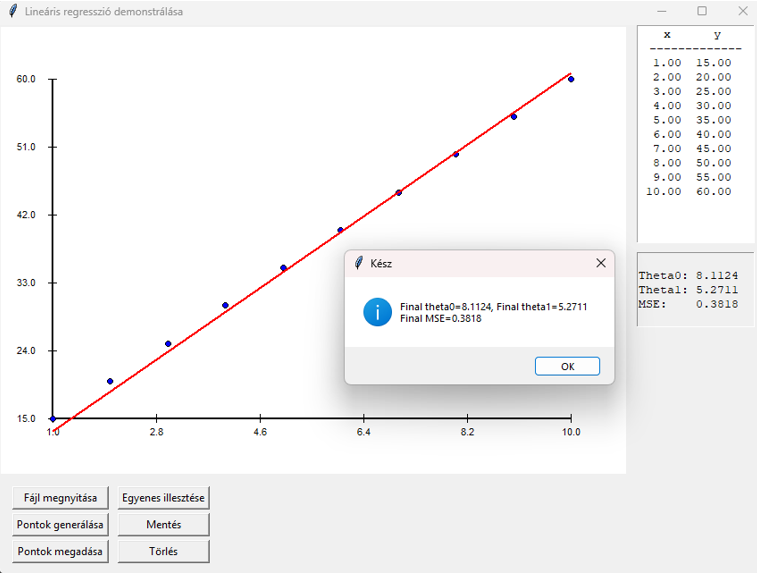 Lineáris regresszió demonstrálása
x y
-------------
1.00 15.00
2.00 20.00
3.00 25.00
4.00 30.00
5.00 35.00
6.00 40.00
7.00 45.00
8.00 50.00
9.00 55.00
10.00 60.00
60.0
51.0
42.0
33.0
24.0
15.0
1.0 2.8 4.6 6.4 8.2 10.0
Kész
Final theta0=8.1124, Final theta1=5.2711
Final MSE=0.3818
OK
Theta0: 8.1124
Theta1: 5.2711
MSE: 0.3818
Fájl megnyitása Egyenes illesztése
Pontok generálása Mentés
Pontok megadása Törlés